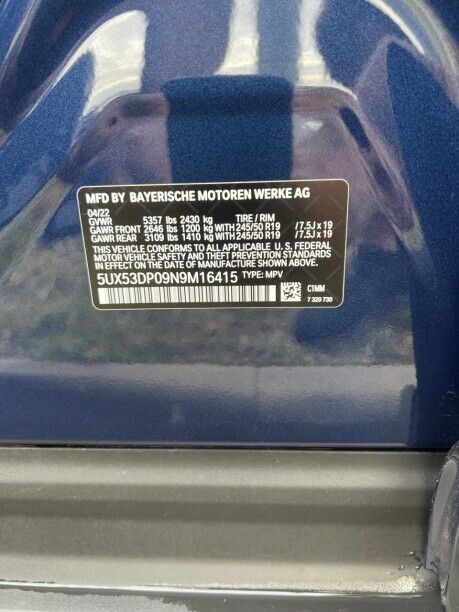 MFD BY BAYERISCHE MOTOREN WERKE AG
04/22
GVWR 5357 lbs 2430 kg TIRE / RIM
GAWR FRONT 2646 lbs 1200 kg WITH 245/50 R19 / 7.5J x 19
GAWR REAR 3109 lbs 1410 kg WITH 245/50 R19 / 7.5J x 19
THIS VEHICLE CONFORMS TO ALL APPLICABLE U. S. FEDERAL
MOTOR VEHICLE SAFETY AND THEFT PREVENTION STANDARDS
IN EFFECT ON THE DATE OF MANUFACTURE SHOWN ABOVE.
5UX53DP09N9M16415 TYPE: MPV
C1MM
7 320 730